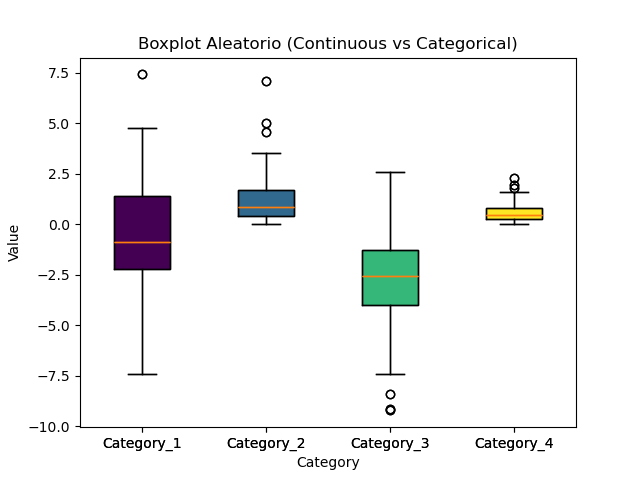 Boxplot Aleatorio (Continuous vs Categorical)
7.5
5.0
2.5
0.0
−2.5
−5.0
−7.5
−10.0
Value
Category_1 Category_2 Category_3 Category_4
Category